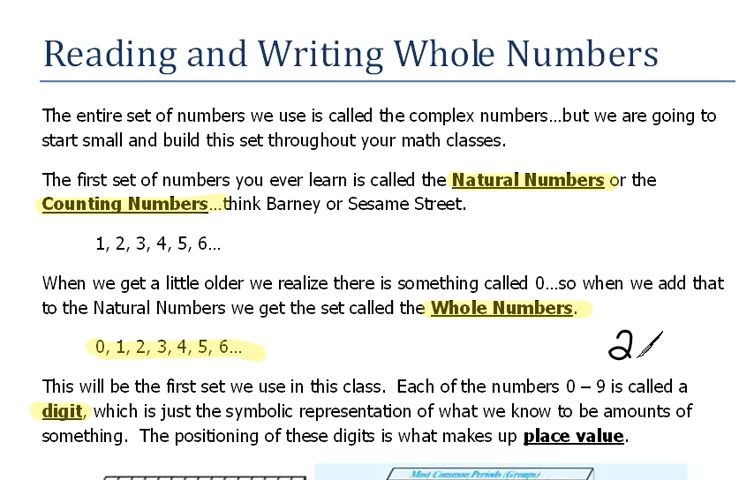 Reading and Writing Whole Numbers
The entire set of numbers we use is called the complex numbers...but we are going to
start small and build this set throughout your math classes.
The first set of numbers you ever learn is called the Natural Numbers or the
Counting Numbers...think Barney or Sesame Street.
1, 2, 3, 4, 5, 6...
When we get a little older we realize there is something called 0...so when we add that
to the Natural Numbers we get the set called the Whole Numbers.
0, 1, 2, 3, 4, 5, 6...
2
This will be the first set we use in this class. Each of the numbers 0 – 9 is called a
digit, which is just the symbolic representation of what we know to be amounts of
something. The positioning of these digits is what makes up place value.
Most Common Periods (Groups)